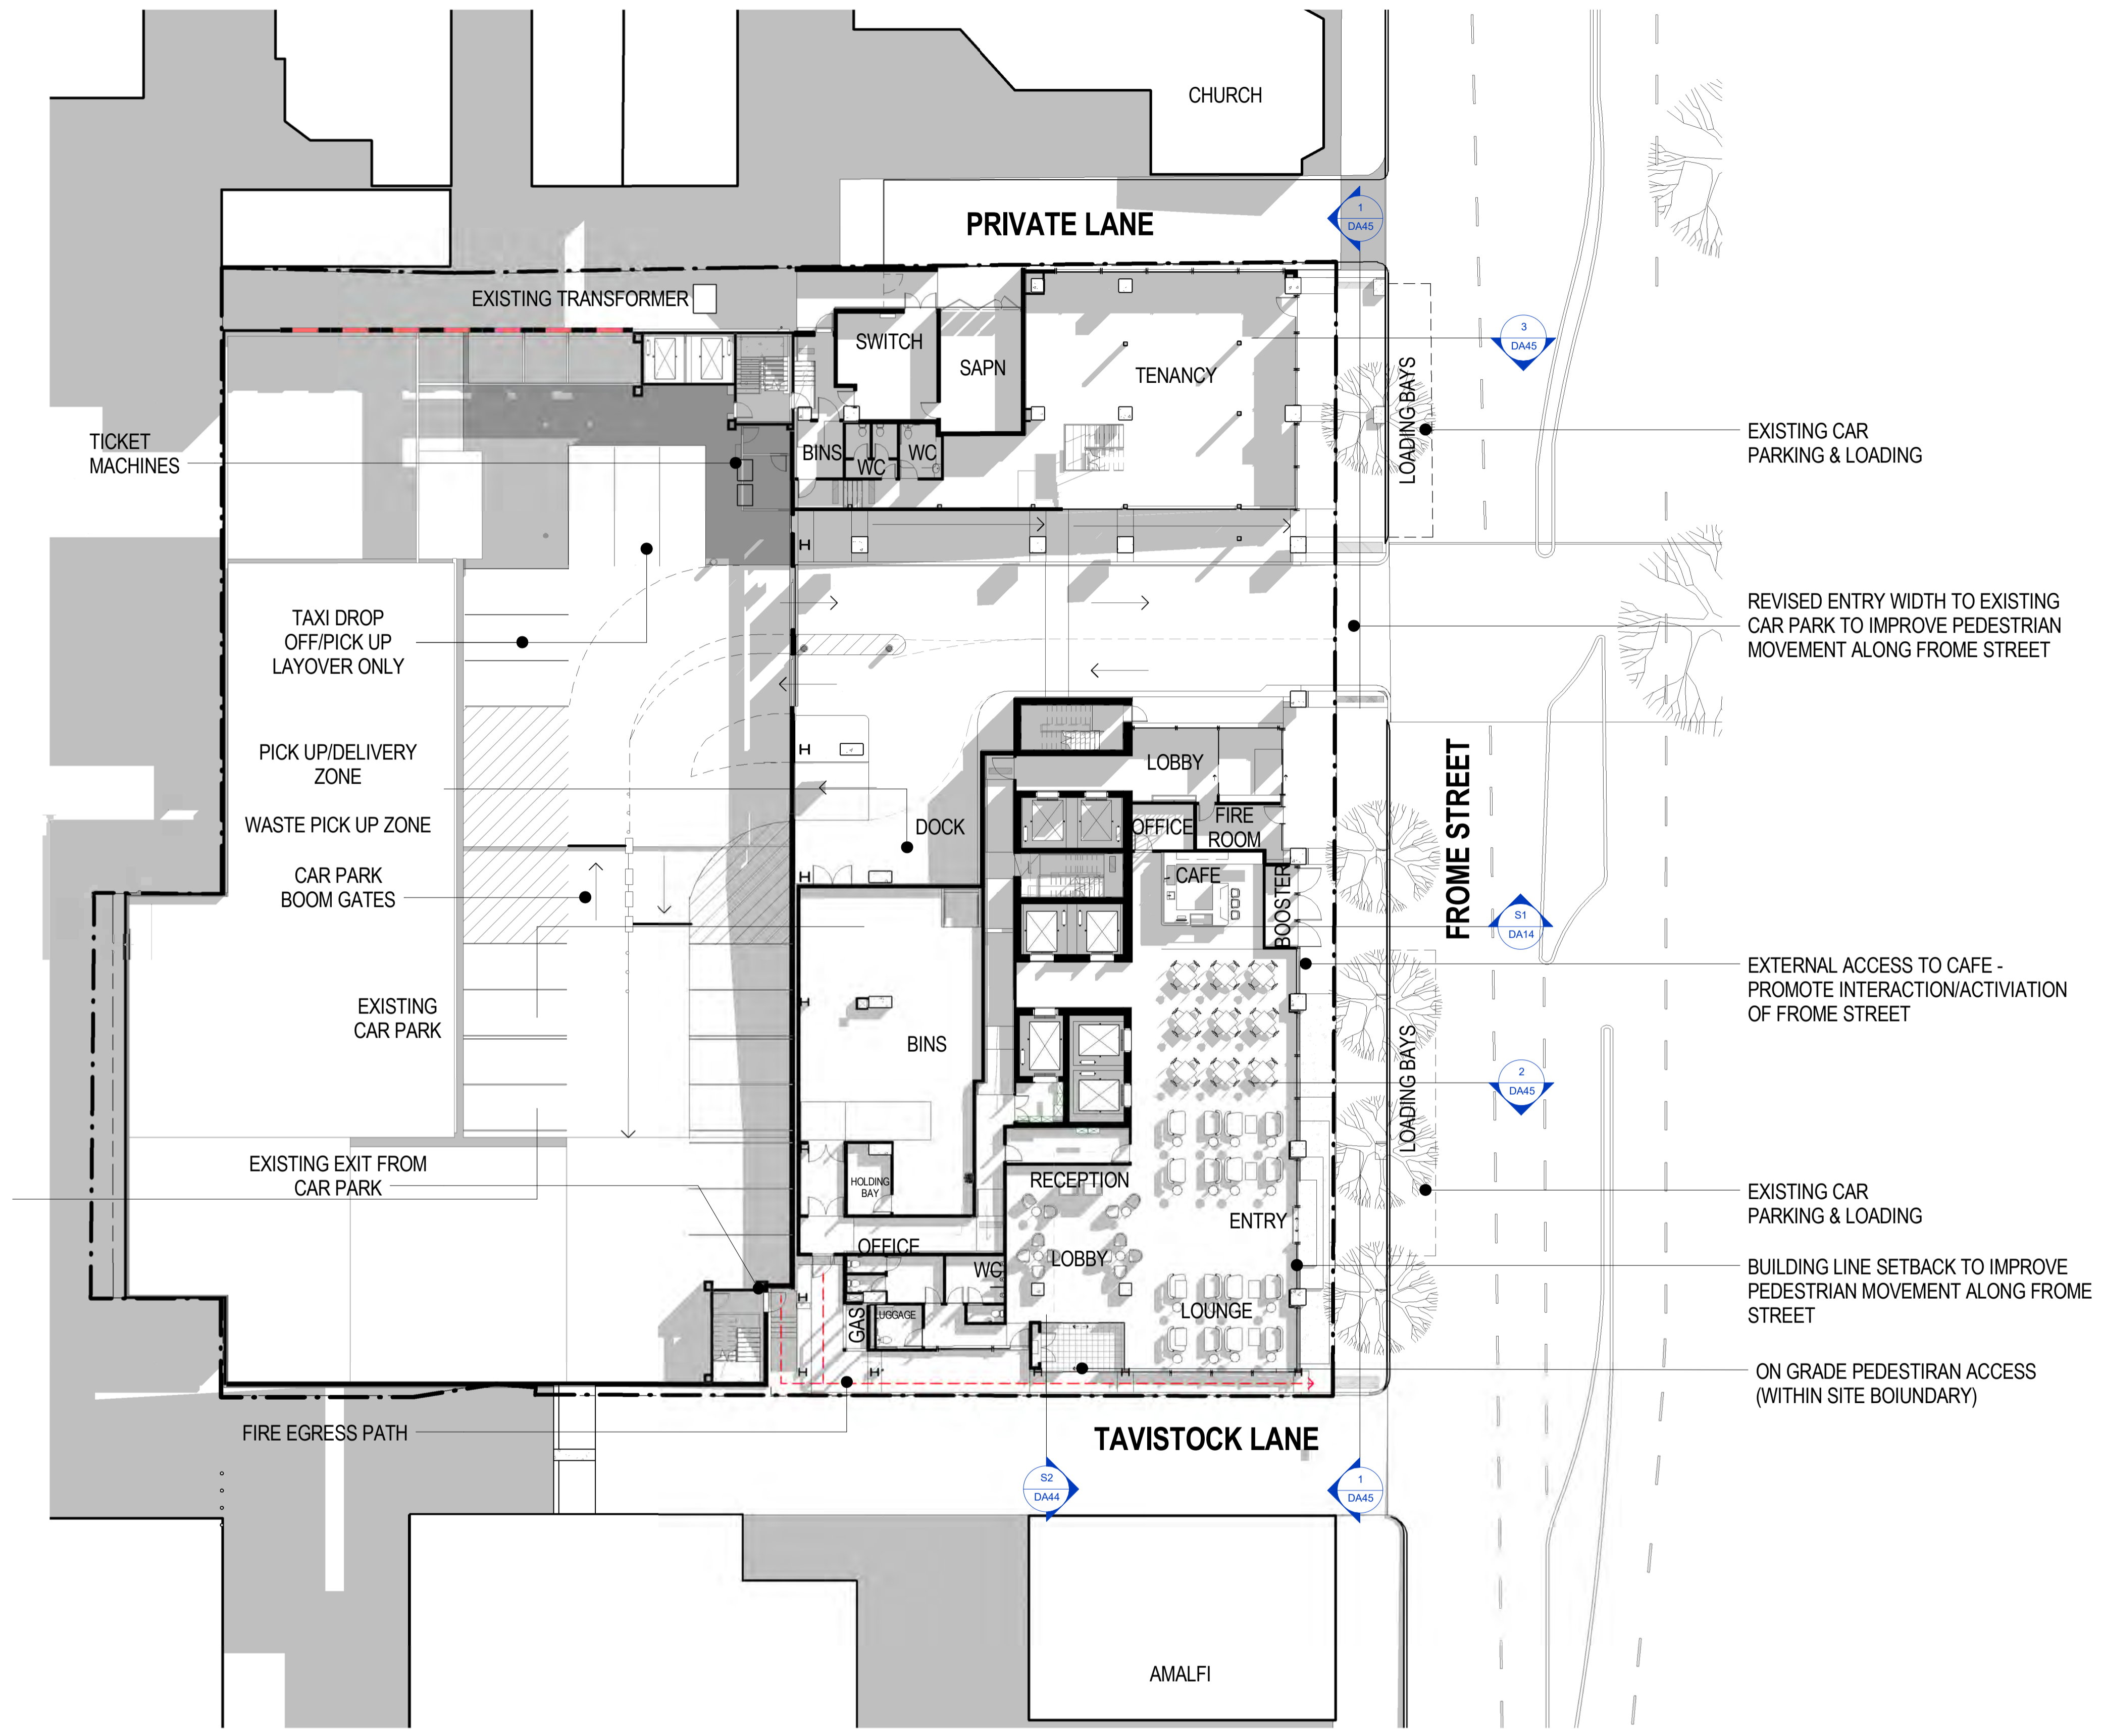 CHURCH
PRIVATE LANE
1
DA45
EXISTING TRANSFORMER
SWITCH
SAPN
TENANCY
3
DA45
LOADING BAYS
TICKET
MACHINES
BINS
WC
WC
EXISTING CAR
PARKING & LOADING
TAXI DROP
OFF/PICK UP
LAYOVER ONLY
REVISED ENTRY WIDTH TO EXISTING
CAR PARK TO IMPROVE PEDESTRIAN
MOVEMENT ALONG FROME STREET
PICK UP/DELIVERY
ZONE
WASTE PICK UP ZONE
CAR PARK
BOOM GATES
DOCK
LOBBY
OFFICE
FIRE
ROOM
CAFE
BOOSTER
FROME STREET
S1
DA14
EXTERNAL ACCESS TO CAFE -
PROMOTE INTERACTION/ACTIVIATION
OF FROME STREET
EXISTING
CAR PARK
BINS
2
DA45
LOADING BAYS
EXISTING EXIT FROM
CAR PARK
HOLDING
BAY
RECEPTION
ENTRY
EXISTING CAR
PARKING & LOADING
OFFICE
WC
LOBBY
BUILDING LINE SETBACK TO IMPROVE
PEDESTRIAN MOVEMENT ALONG FROME
STREET
GAS
LUGGAGE
LOUNGE
ON GRADE PEDESTIRAN ACCESS
(WITHIN SITE BOIUNDARY)
FIRE EGRESS PATH
TAVISTOCK LANE
S2
DA44
1
DA45
AMALFI